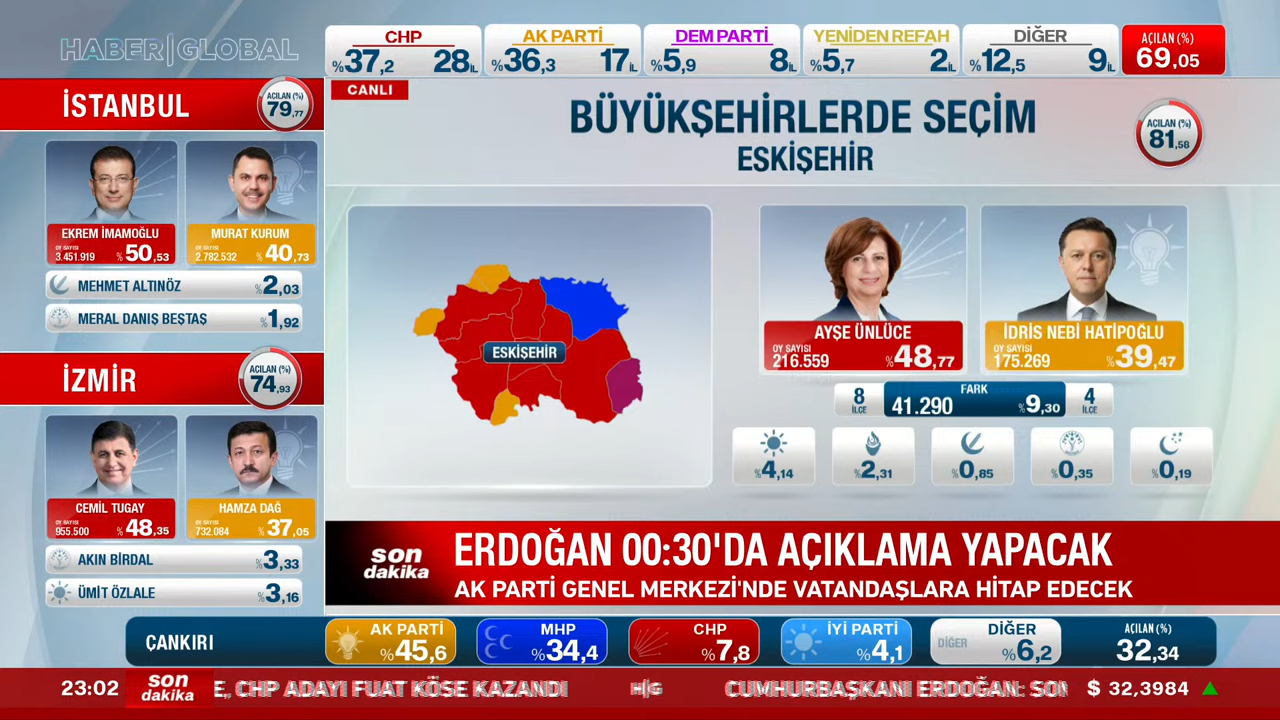 HABER|GLOBAL
CHP
%37,2 28İL
AK PARTİ
%36,3 17İL
DEM PARTİ
%5,9 8İL
YENİDEN REFAH
%5,7 2İL
DİĞER
%12,5 9İL
AÇILAN (%)
69,05
İSTANBUL
AÇILAN (%)
79,77
EKREM İMAMOĞLU
OY SAYISI
3.451.919 %50,53
MURAT KURUM
OY SAYISI
2.782.532 %40,73
MEHMET ALTINÖZ %2,03
MERAL DANIŞ BEŞTAŞ %1,92
İZMİR
AÇILAN (%)
74,93
CEMİL TUGAY
OY SAYISI
955.500 %48,35
HAMZA DAĞ
OY SAYISI
732.084 %37,05
AKIN BİRDAL %3,33
ÜMİT ÖZLALE %3,16
CANLI
BÜYÜKŞEHİRLERDE SEÇİM
ESKİŞEHİR
AÇILAN (%)
81,58
ESKİŞEHİR
AYŞE ÜNLÜCE
OY SAYISI
216.559 %48,77
İDRİS NEBİ HATİPOĞLU
OY SAYISI
175.269 %39,47
8 İLCE
FARK
41.290 %9,30
4 İLCE
%4,14
%2,31
%0,85
%0,35
%0,19
son dakika
ERDOĞAN 00:30'DA AÇIKLAMA YAPACAK
AK PARTİ GENEL MERKEZİ'NDE VATANDAŞLARA HİTAP EDECEK
ÇANKIRI
AK PARTİ
%45,6
MHP
%34,4
CHP
%7,8
İYİ PARTİ
%4,1
DİĞER
DİĞER
%6,2
AÇILAN (%)
32,34
23:02 son dakika E, CHP ADAYI FUAT KÖSE KAZANDI H|G CUMHURBAŞKANI ERDOĞAN: SON $ 32,3984